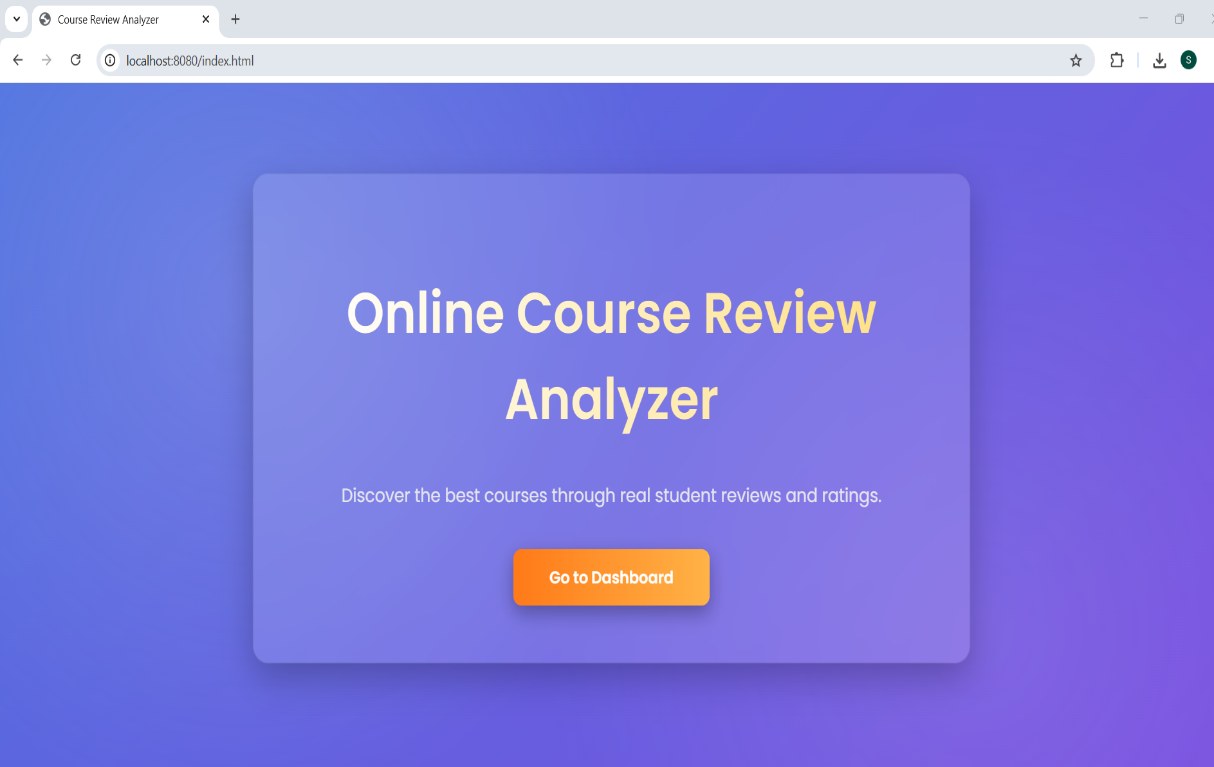 Course Review Analyzer
localhost:8080/index.html
S
Online Course Review
Analyzer
Discover the best courses through real student reviews and ratings.
Go to Dashboard